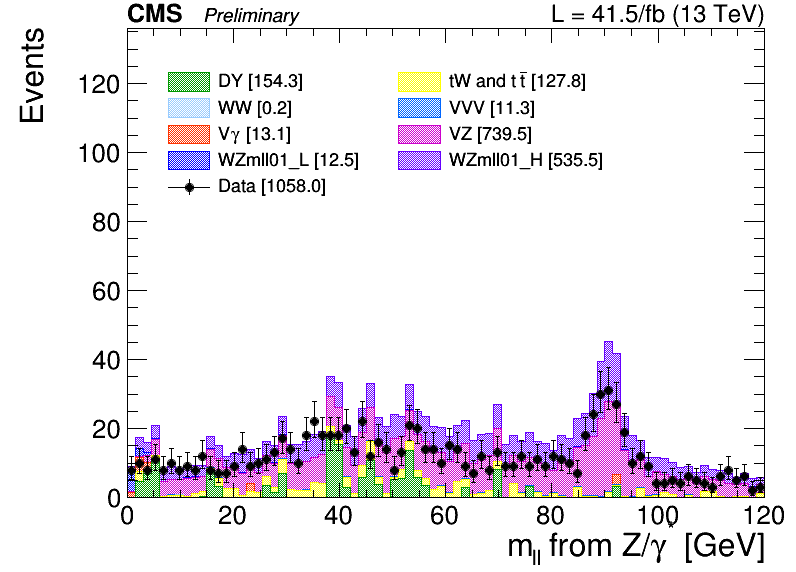 CMS Preliminary L = 41.5/fb (13 TeV)
Events
DY [154.3] tW and tt̄ [127.8]
WW [0.2] VVV [11.3]
Vγ [13.1] VZ [739.5]
WZmll01_L [12.5] WZmll01_H [535.5]
Data [1058.0]
120
100
80
60
40
20
0
0 20 40 60 80 100 120
m_ll from Z/γ* [GeV]